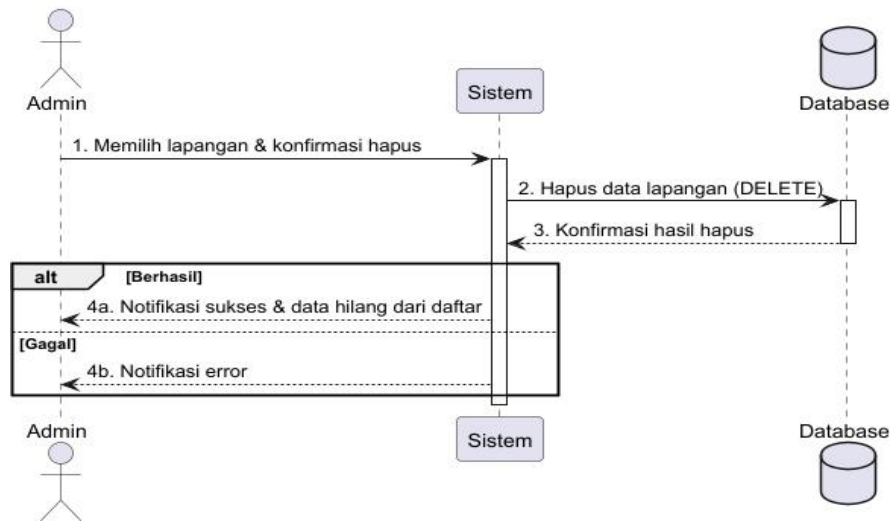 Admin
Sistem
Database
1. Memilih lapangan & konfirmasi hapus
2. Hapus data lapangan (DELETE)
3. Konfirmasi hasil hapus
alt [Berhasil]
4a. Notifikasi sukses & data hilang dari daftar
[Gagal]
4b. Notifikasi error
Admin
Sistem
Database